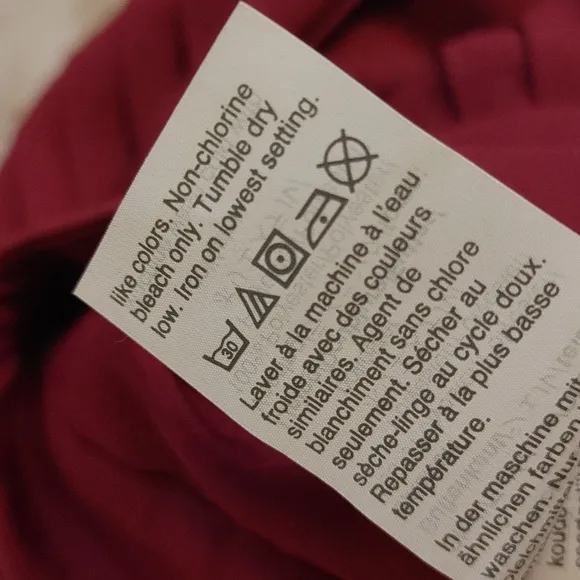 like colors. Non-chlorine
bleach only. Tumble dry
low. Iron on lowest setting.
30
Laver à la machine à l'eau
froide avec des couleurs
similaires. Agent de
blanchiment sans chlore
seulement. Sécher au
sèche-linge au cycle doux.
Repasser à la plus basse
température.
In der maschine mit
ähnlichen farben
waschen. Nur